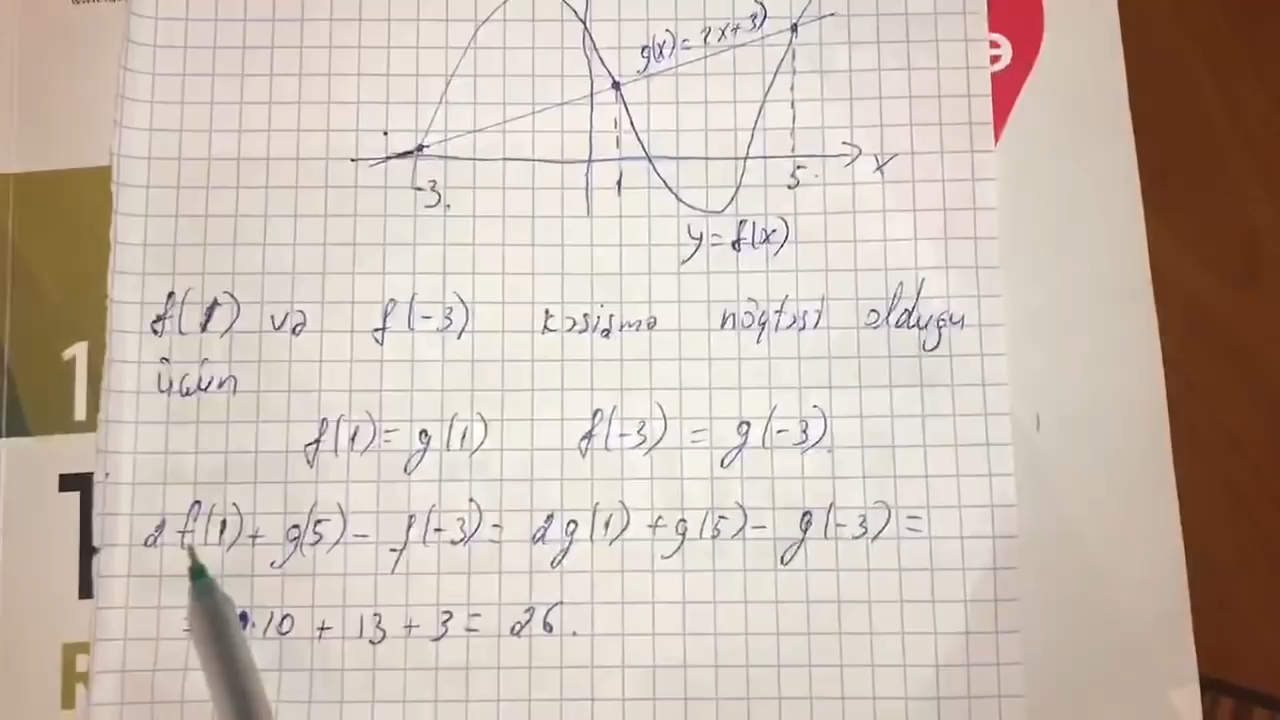 g(x) = 2x+3
-3.
1
5.
x
y = f(x)
f(1) və f(-3) kəsişmə nöqtəsi olduğu
üçün
f(1) = g(1) f(-3) = g(-3)
2f(1) + g(5) - f(-3) = 2g(1) + g(5) - g(-3) =
= ·10 + 13 + 3 = 26.
1
T
R
ə